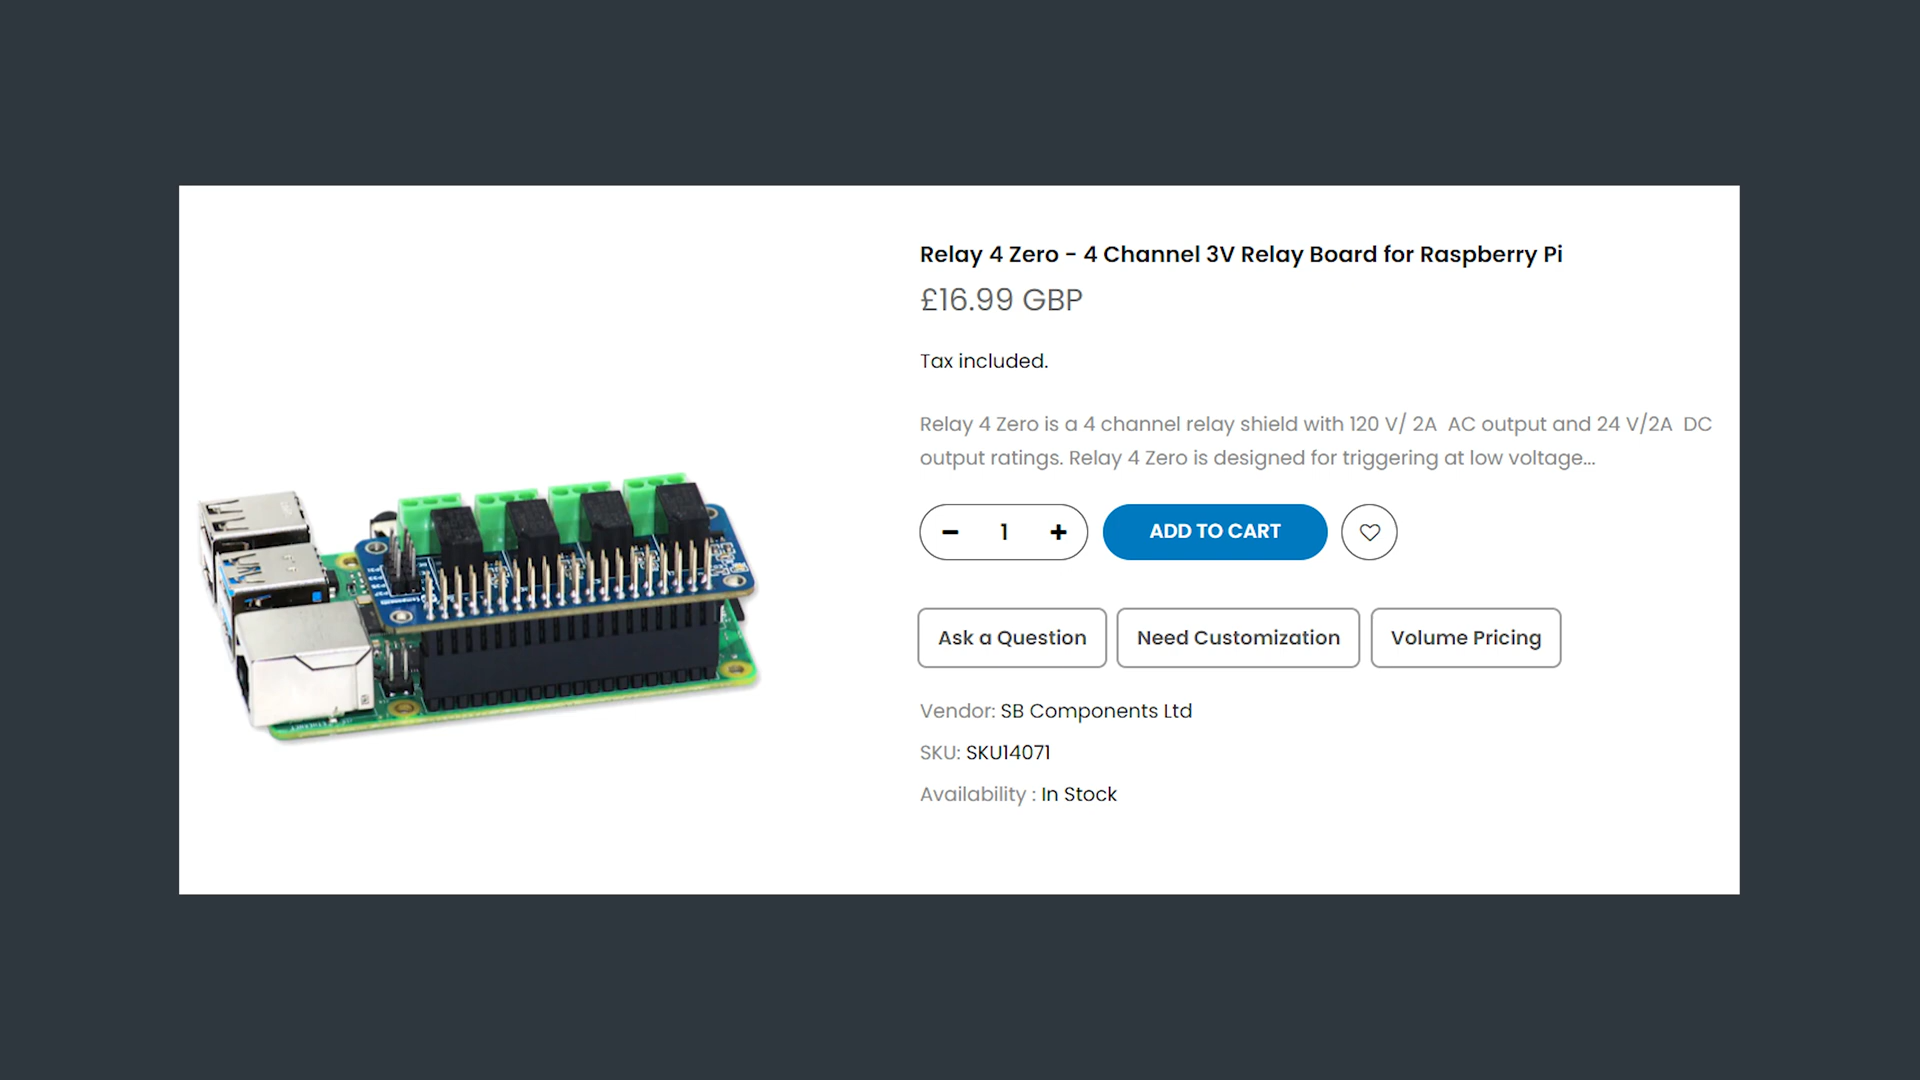 Relay 4 Zero - 4 Channel 3V Relay Board for Raspberry Pi
£16.99 GBP
Tax included.
Relay 4 Zero is a 4 channel relay shield with 120 V/ 2A AC output and 24 V/2A DC
output ratings. Relay 4 Zero is designed for triggering at low voltage...
1
ADD TO CART
Ask a Question
Need Customization
Volume Pricing
Vendor: SB Components Ltd
SKU: SKU14071
Availability : In Stock